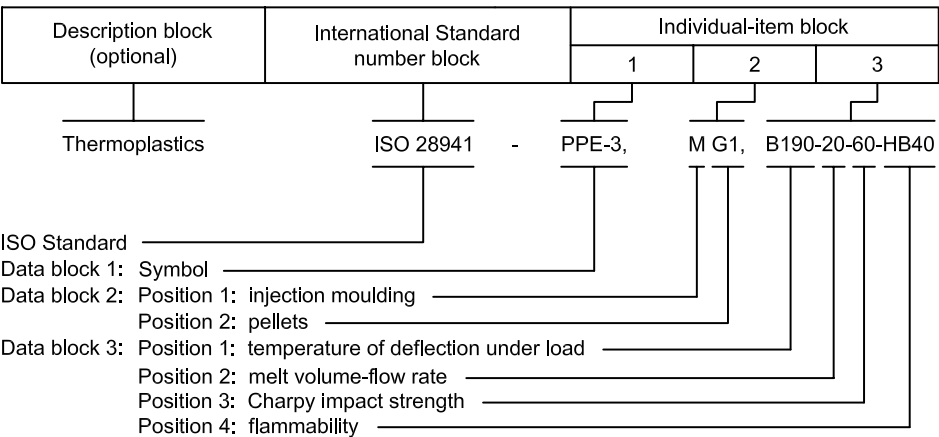 Description block
(optional)
International Standard
number block
Individual-item block
1
2
3
Thermoplastics
ISO 28941 - PPE-3, M G1, B190-20-60-HB40
ISO Standard
Data block 1: Symbol
Data block 2: Position 1: injection moulding
Position 2: pellets
Data block 3: Position 1: temperature of deflection under load
Position 2: melt volume-flow rate
Position 3: Charpy impact strength
Position 4: flammability